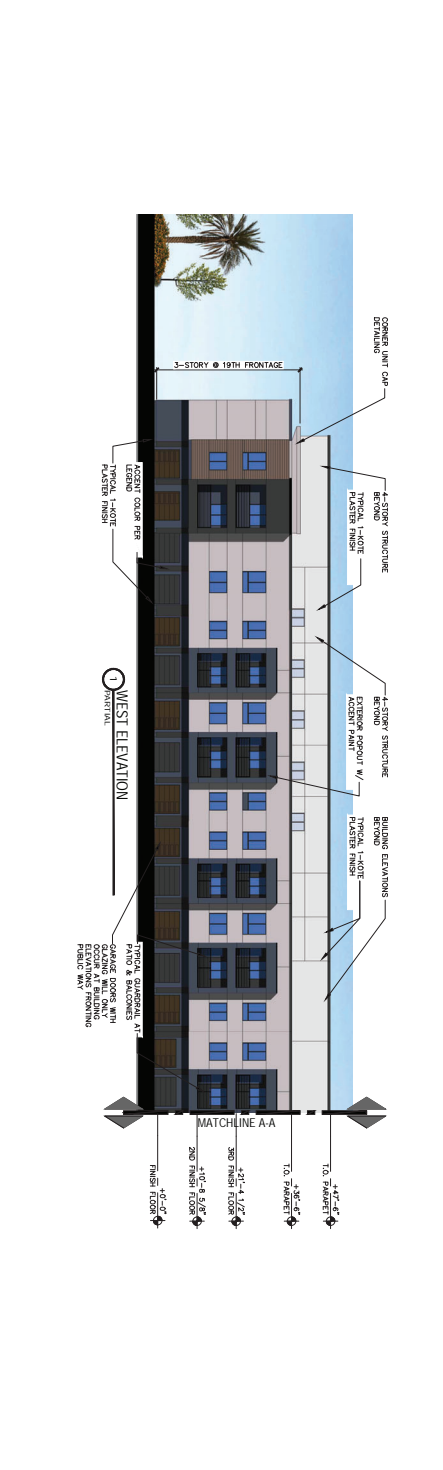 CORNER UNIT CAP
DETAILING
4-STORY STRUCTURE
BEYOND
TYPICAL 1-KOTE
PLASTER FINISH
4-STORY STRUCTURE
BEYOND
EXTERIOR POPOUT W/
ACCENT PAINT
BUILDING ELEVATIONS
BEYOND
TYPICAL 1-KOTE
PLASTER FINISH
3-STORY @ 19TH FRONTAGE
ACCENT COLOR PER
LEGEND
TYPICAL 1-KOTE
PLASTER FINISH
TYPICAL GUARDRAIL AT
PATIO & BALCONIES
GARAGE DOORS WITH
GLAZING WILL ONLY
OCCUR AT BUILDING
ELEVATIONS FRONTING
PUBLIC WAY
MATCHLINE A-A
+47'-6"
T.O. PARAPET
+36'-6"
T.O. PARAPET
+21'-4 1/2"
3RD FINISH FLOOR
+10'-8 5/8"
2ND FINISH FLOOR
+0'-0"
FINISH FLOOR
1
WEST ELEVATION
PARTIAL